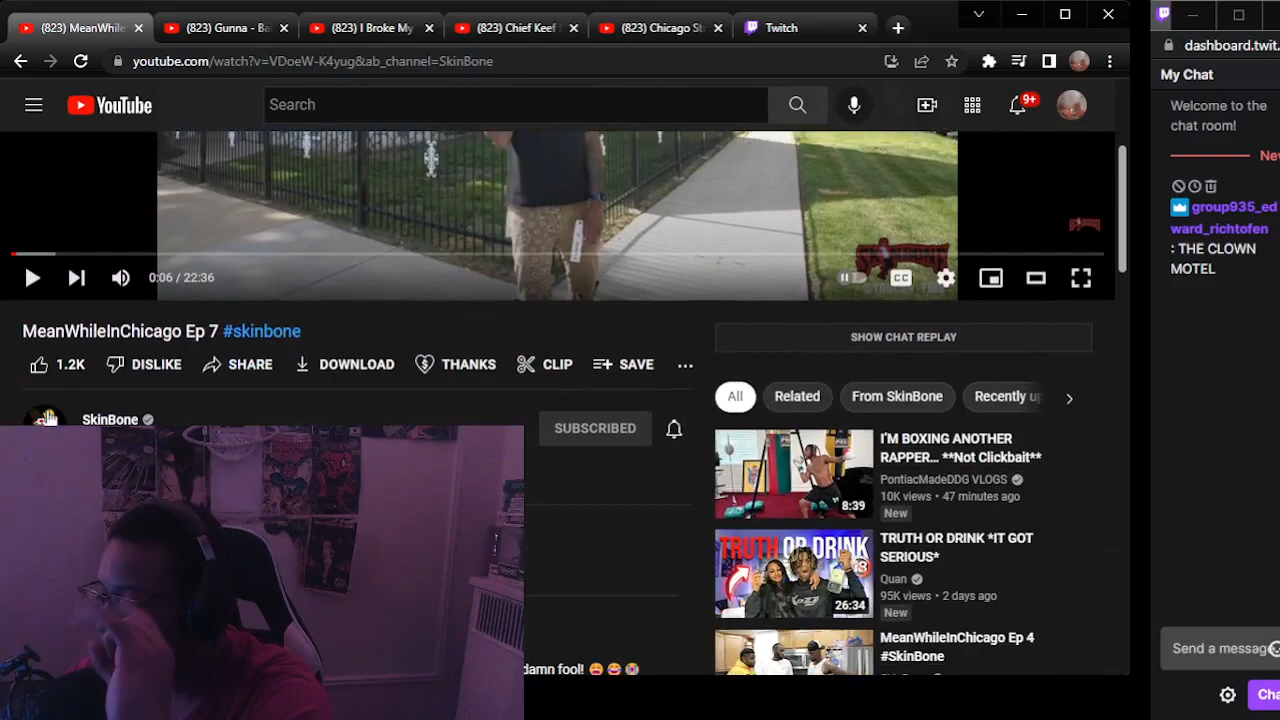 (823) MeanWhile
(823) Gunna - Ba
(823) I Broke My
(823) Chief Keef
(823) Chicago St
Twitch
youtube.com/watch?v=VDoeW-K4yug&ab_channel=SkinBone
dashboard.twit
YouTube
Search
9+
My Chat
Welcome to the
chat room!
Ne
group935_ed
ward_richtofen
: THE CLOWN
MOTEL
0:06 / 22:36
CC
MeanWhileInChicago Ep 7 #skinbone
1.2K
DISLIKE
SHARE
DOWNLOAD
THANKS
CLIP
SAVE
SkinBone
SUBSCRIBED
SHOW CHAT REPLAY
All
Related
From SkinBone
Recently u
I'M BOXING ANOTHER
RAPPER... **Not Clickbait**
PontiacMadeDDG VLOGS
10K views • 47 minutes ago
New
8:39
TRUTH OR DRINK
TRUTH OR DRINK *IT GOT
SERIOUS*
Quan
95K views • 2 days ago
New
26:34
MeanWhileInChicago Ep 4
#SkinBone
damn fool! 😩😂😭
Send a message
Cha